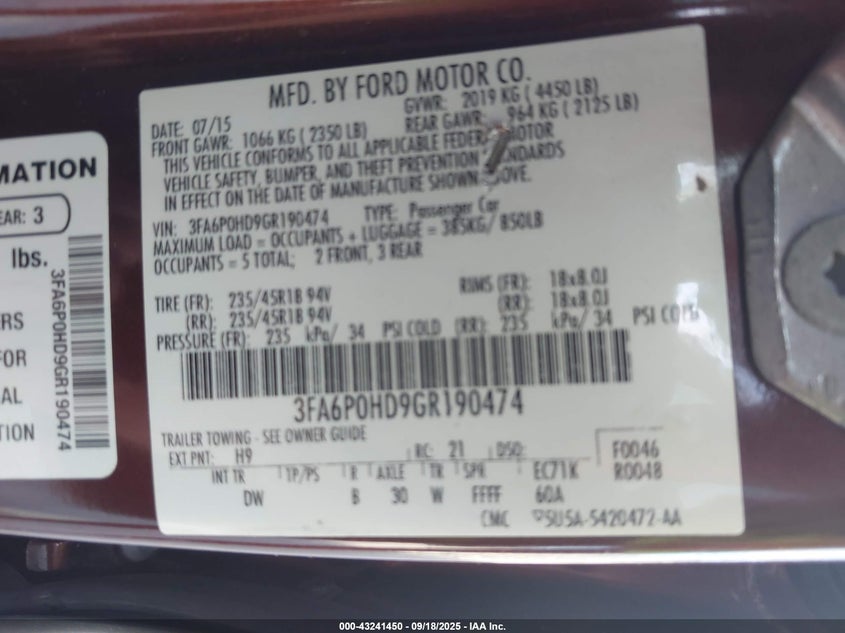 MATION
EAR: 3
lbs.
ERS
FOR
AL
TION
3FA6P0HD9GR190474
MFD. BY FORD MOTOR CO.
DATE: 07/15 GVWR: 2019 KG ( 4450 LB)
FRONT GAWR: 1066 KG ( 2350 LB) REAR GAWR: 964 KG ( 2125 LB)
THIS VEHICLE CONFORMS TO ALL APPLICABLE FEDERAL MOTOR
VEHICLE SAFETY, BUMPER, AND THEFT PREVENTION STANDARDS
IN EFFECT ON THE DATE OF MANUFACTURE SHOWN ABOVE.
VIN: 3FA6P0HD9GR190474 TYPE: Passenger Car
MAXIMUM LOAD = OCCUPANTS + LUGGAGE = 385KG/ 850LB
OCCUPANTS = 5 TOTAL; 2 FRONT, 3 REAR
TIRE (FR): 235/45R18 94V RIMS (FR): 18x8.0J
(RR): 235/45R18 94V (RR): 18x8.0J
PRESSURE (FR): 235 kPa/ 34 PSI COLD (RR): 235 kPa/ 34 PSI COLD
3FA6P0HD9GR190474
TRAILER TOWING - SEE OWNER GUIDE
EXT PNT: H9 RC: 21 DSO: F0046
INT TR TP/PS R AXLE TR SPR EC71K R0048
DW B 30 W FFFF 60A
CMC 5U5A-5420472-AA
000-43241450 - 09/18/2025 - IAA Inc.